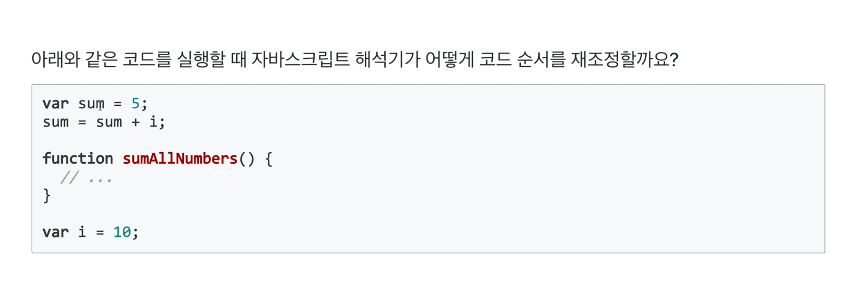 아래와 같은 코드를 실행할 때 자바스크립트 해석기가 어떻게 코드 순서를 재조정할까요?
var sum = 5;
sum = sum + i;
function sumAllNumbers() {
// ...
}
var i = 10;